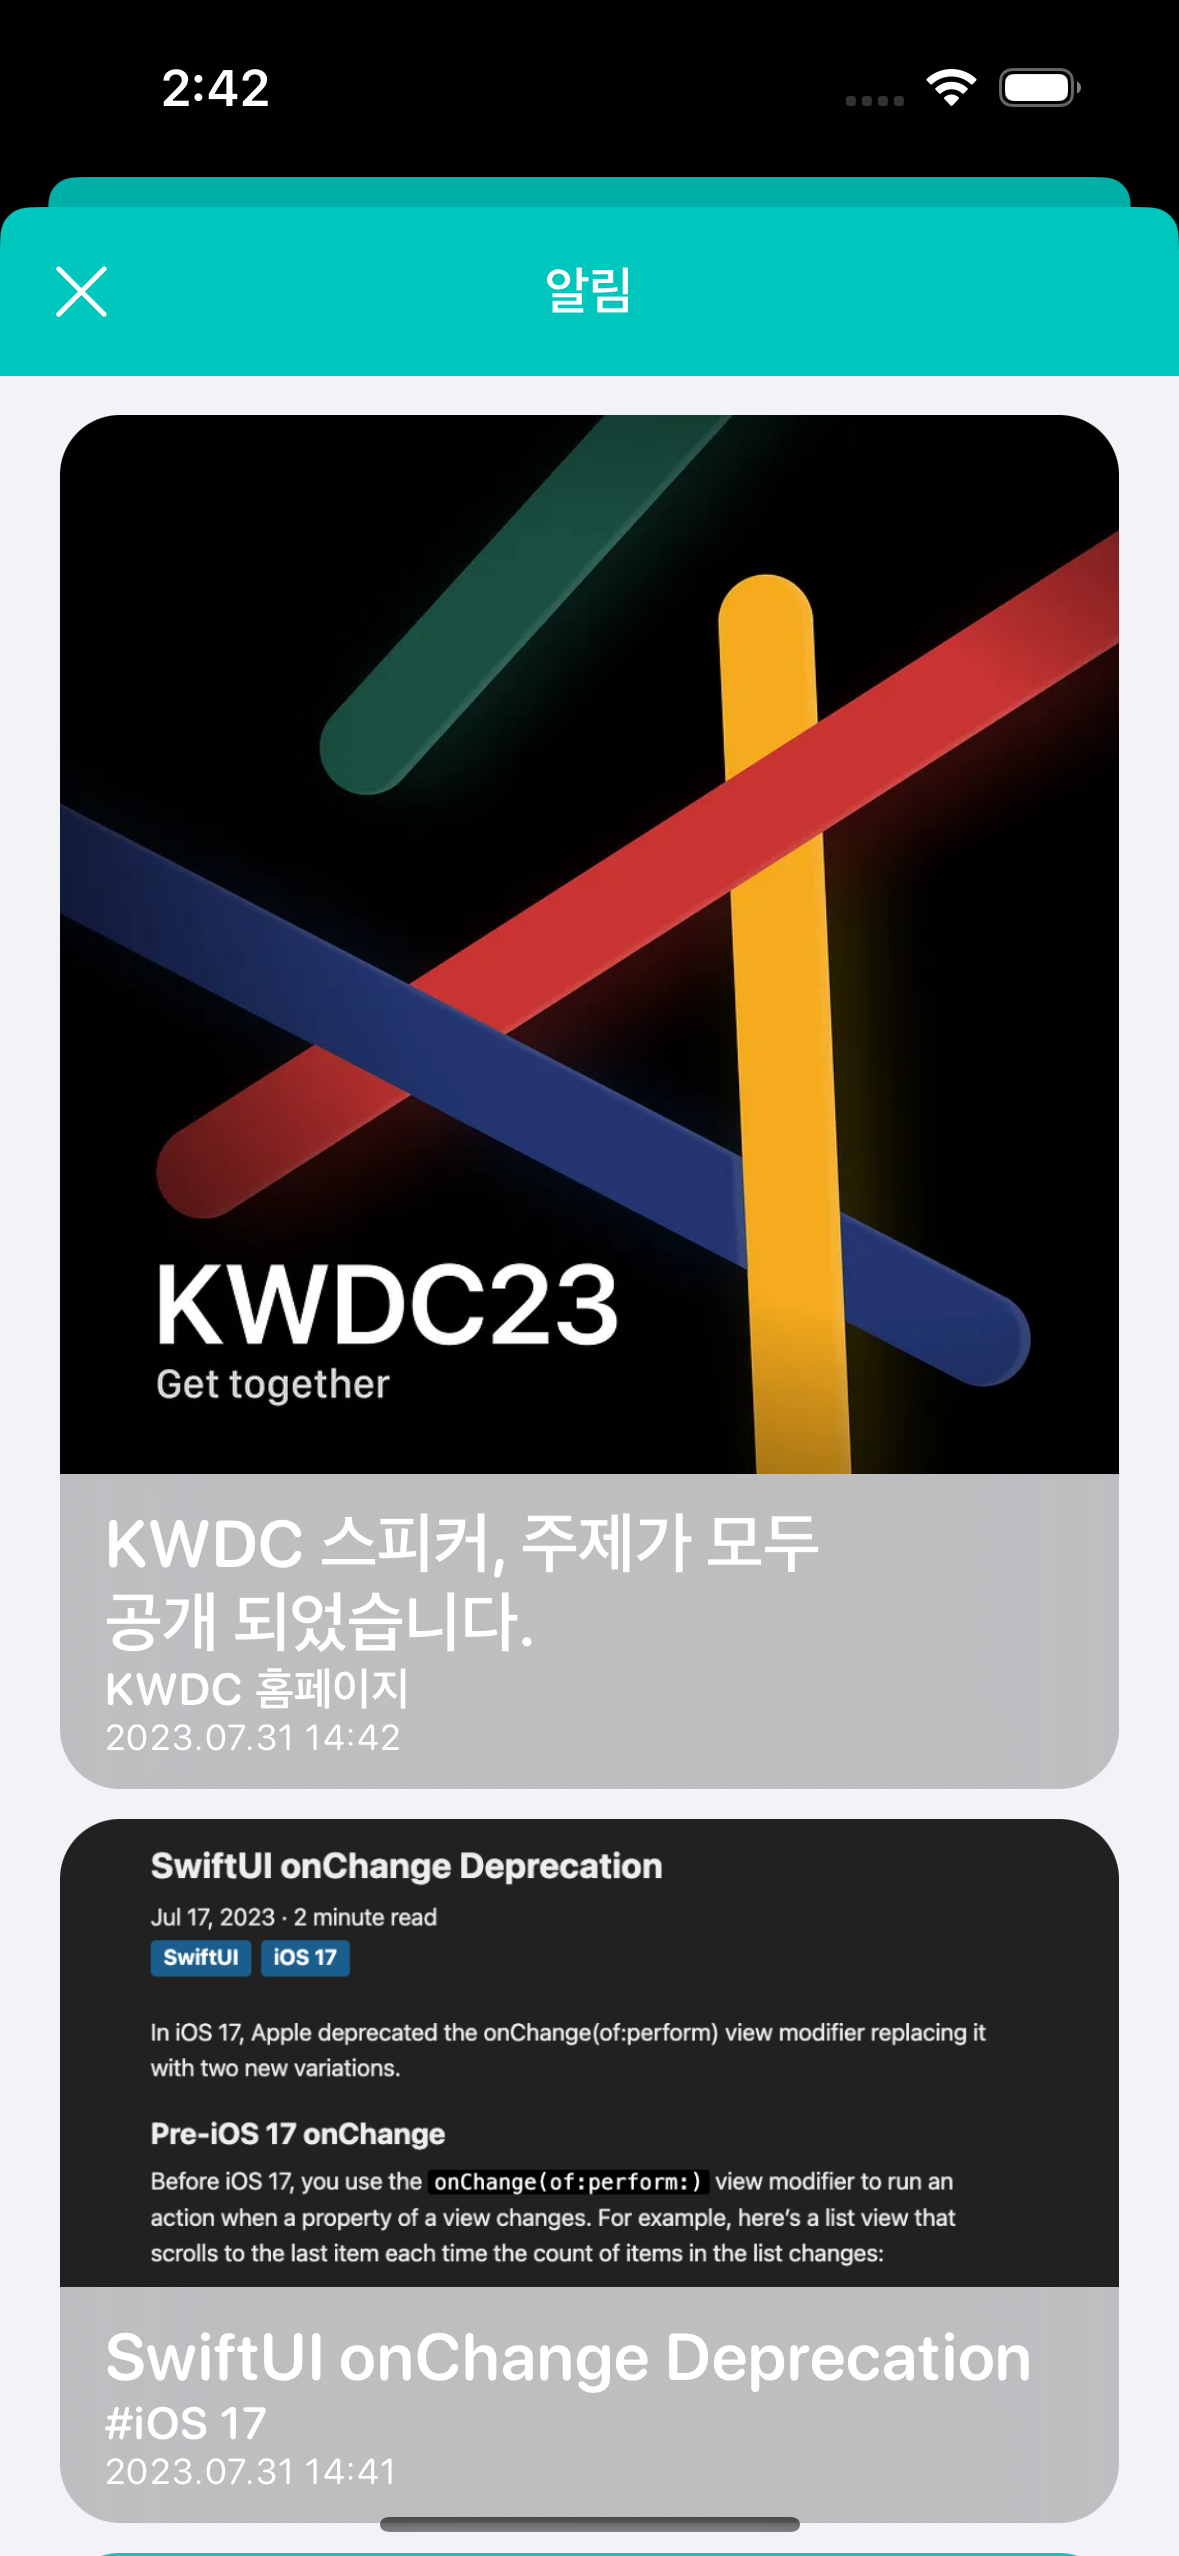 2:42
알림
KWDC23
Get together
KWDC 스피커, 주제가 모두
공개 되었습니다.
KWDC 홈페이지
2023.07.31 14:42
SwiftUI onChange Deprecation
Jul 17, 2023 · 2 minute read
SwiftUI iOS 17
In iOS 17, Apple deprecated the onChange(of:perform) view modifier replacing it
with two new variations.
Pre-iOS 17 onChange
Before iOS 17, you use the onChange(of:perform:) view modifier to run an
action when a property of a view changes. For example, here’s a list view that
scrolls to the last item each time the count of items in the list changes:
SwiftUI onChange Deprecation
#iOS 17
2023.07.31 14:41